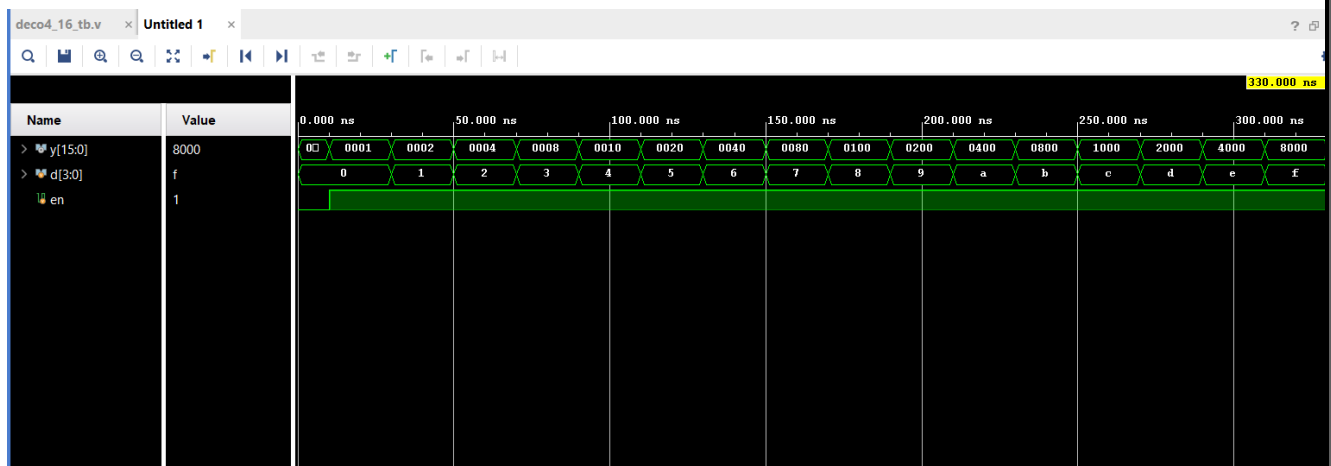 deco4_16_tb.v × Untitled 1 × ?
330.000 ns
Name Value 0.000 ns 50.000 ns 100.000 ns 150.000 ns 200.000 ns 250.000 ns 300.000 ns
y[15:0] 8000 0001 0002 0004 0008 0010 0020 0040 0080 0100 0200 0400 0800 1000 2000 4000 8000
d[3:0] f 0 1 2 3 4 5 6 7 8 9 a b c d e f
en 1